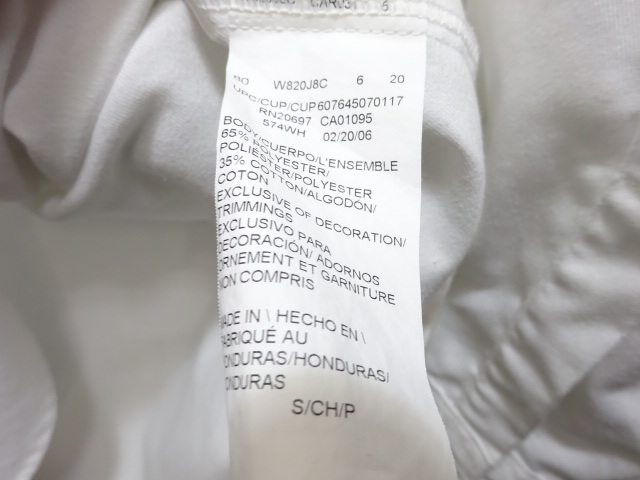 W820J8C 6 20
UPC/CUP/CUP607645070117
RN20697 CA01095
574WH 02/20/06
BODY/CUERPO/L'ENSEMBLE
65% POLYESTER/
POLIÉSTER/POLYESTER
35% COTTON/ALGODÓN/
COTON
EXCLUSIVE OF DECORATION/
TRIMMINGS
EXCLUSIVO PARA
DECORACIÓN/ ADORNOS
ORNEMENT ET GARNITURE
NON COMPRIS
MADE IN \ HECHO EN \
FABRIQUÉ AU
HONDURAS/HONDURAS/
HONDURAS
S/CH/P